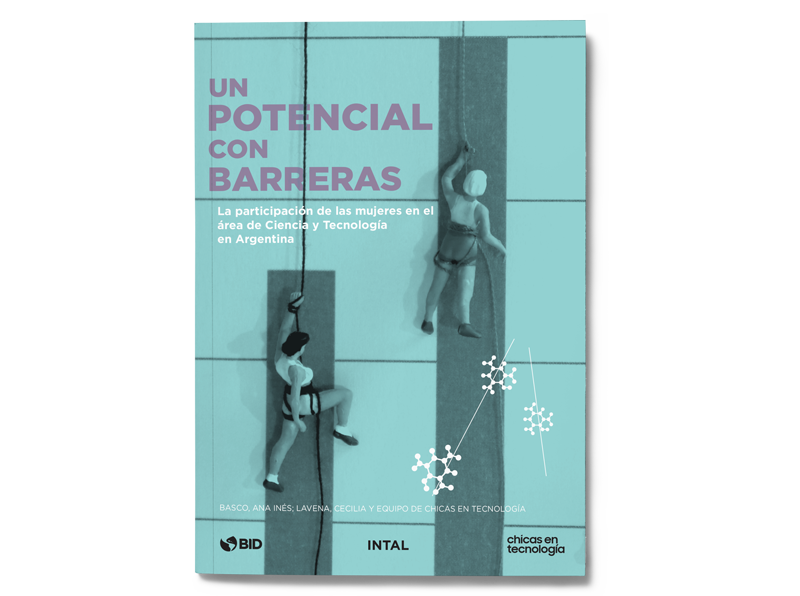 UN
POTENCIAL
CON
BARRERAS
La participación de las mujeres en el
área de Ciencia y Tecnología
en Argentina
BASCO, ANA INÉS; LAVENA, CECILIA Y EQUIPO DE CHICAS EN TECNOLOGÍA
BID
INTAL
chicas en
tecnología